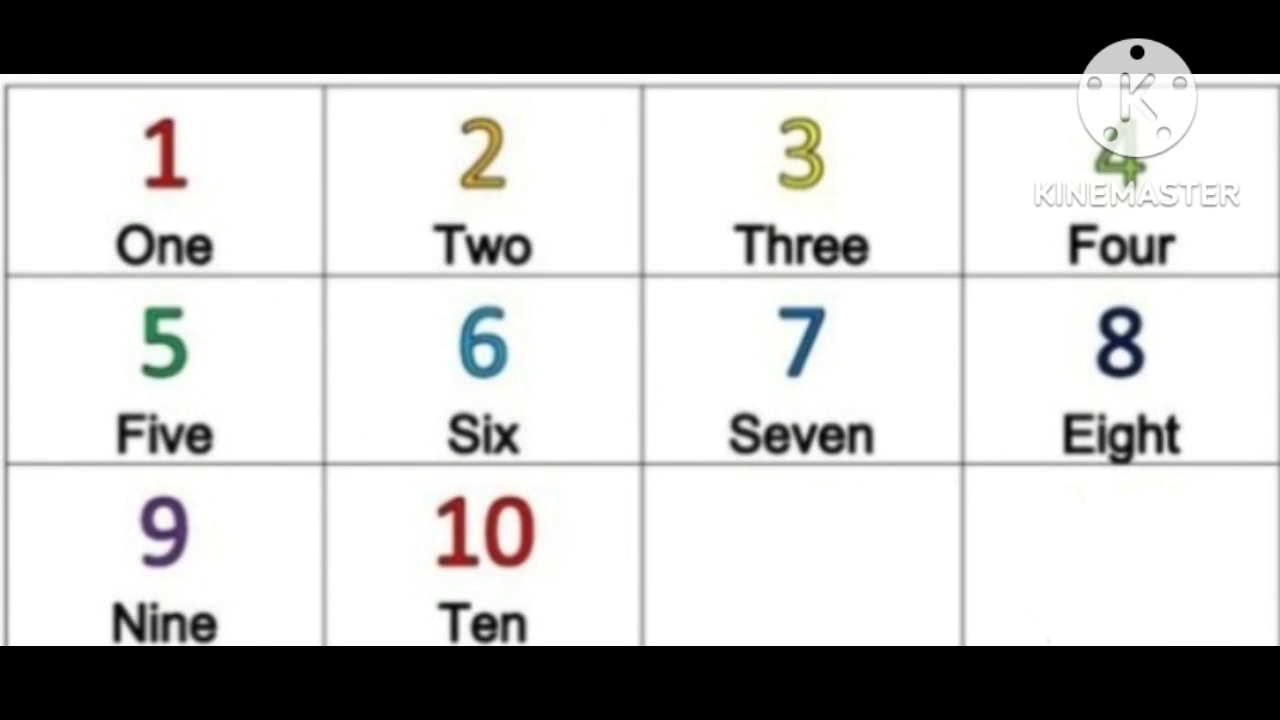 1 2 3 4
KINEMASTER
One Two Three Four
5 6 7 8
Five Six Seven Eight
9 10
Nine Ten